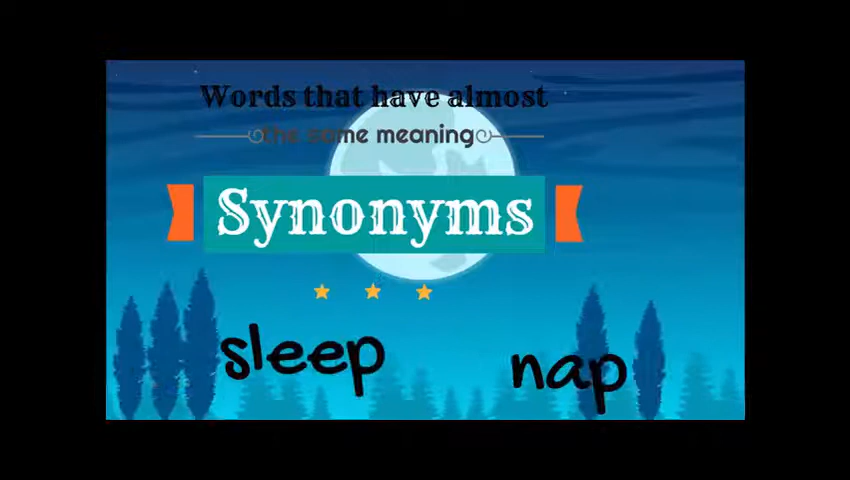 Words that have almost
the same meaning
Synonyms
sleep nap